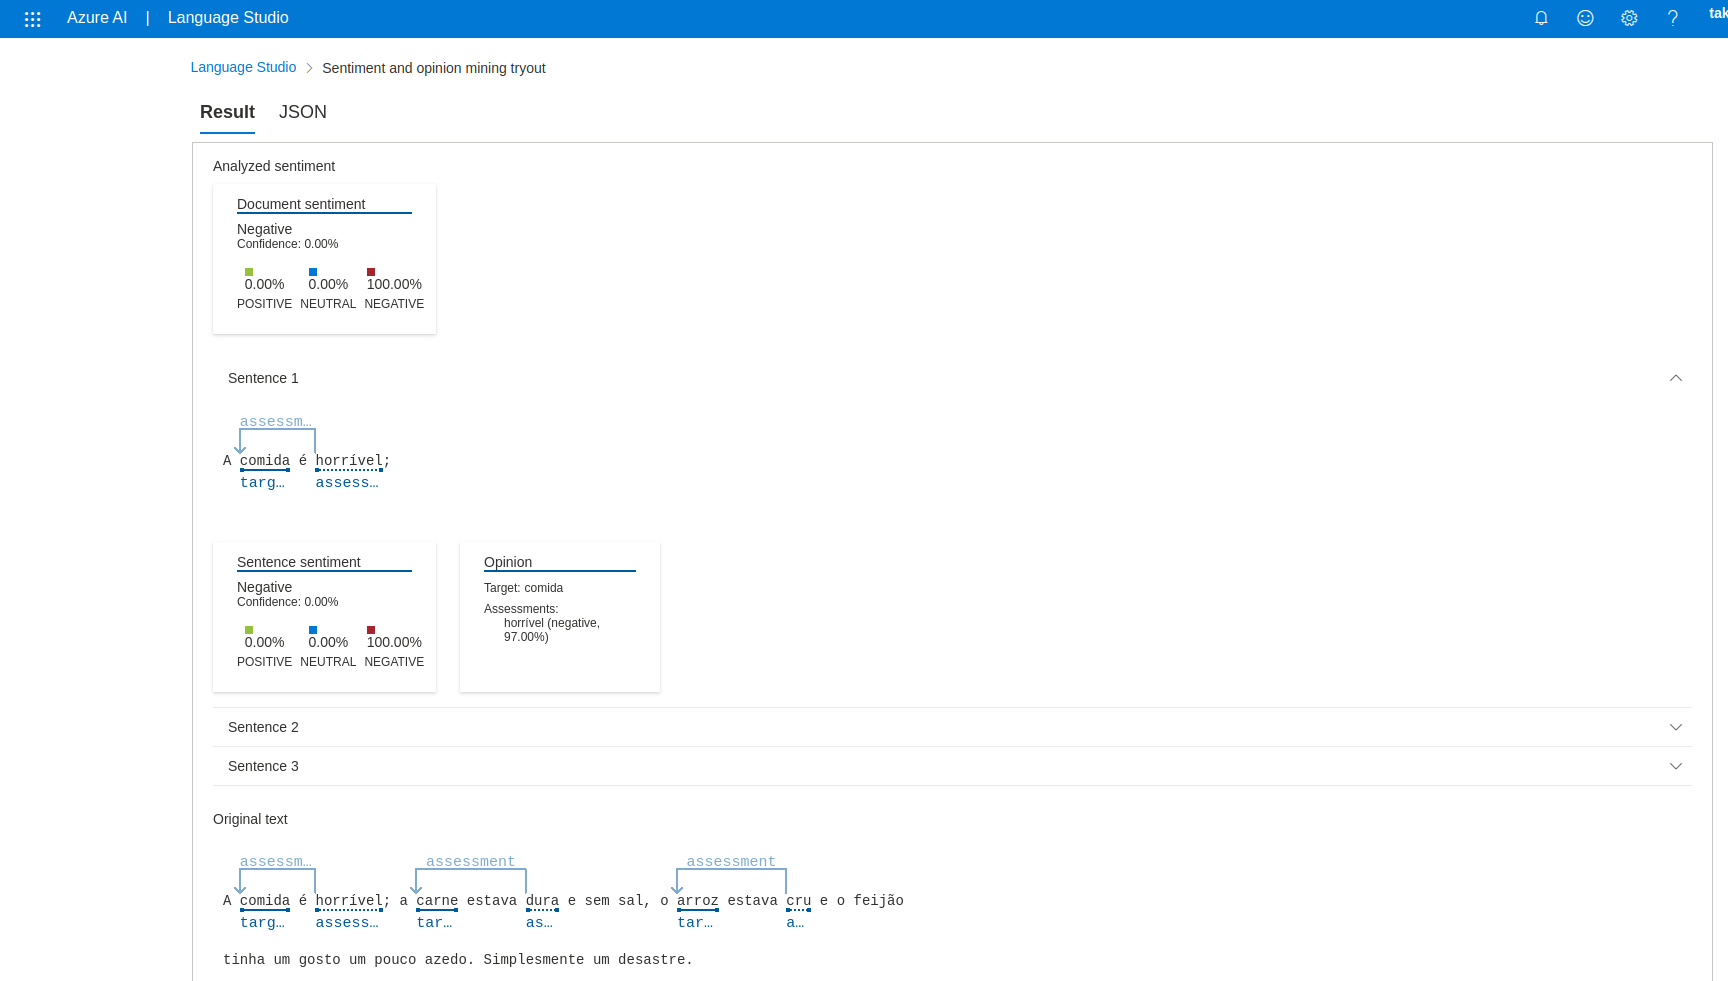 Azure AI | Language Studio tak
Language Studio Sentiment and opinion mining tryout
Result JSON
Analyzed sentiment
Document sentiment
Negative
Confidence: 0.00%
0.00% 0.00% 100.00%
POSITIVE NEUTRAL NEGATIVE
Sentence 1
assessm…
A comida é horrível;
targ… assess…
Sentence sentiment
Negative
Confidence: 0.00%
0.00% 0.00% 100.00%
POSITIVE NEUTRAL NEGATIVE
Opinion
Target: comida
Assessments:
horrível (negative,
97.00%)
Sentence 2
Sentence 3
Original text
assessm… assessment assessment
A comida é horrível; a carne estava dura e sem sal, o arroz estava cru e o feijão
targ… assess… tar… as… tar… a…
tinha um gosto um pouco azedo. Simplesmente um desastre.